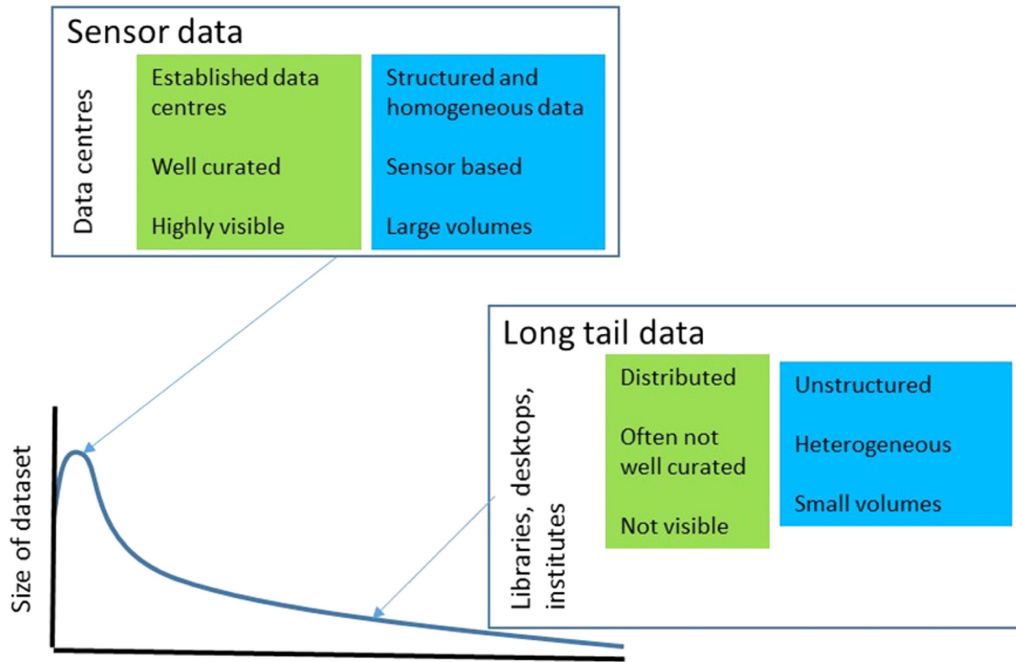 Sensor data
Data centres
Established data
centres
Well curated
Highly visible
Structured and
homogeneous data
Sensor based
Large volumes
Long tail data
Libraries, desktops,
institutes
Distributed
Often not
well curated
Not visible
Unstructured
Heterogeneous
Small volumes
Size of dataset